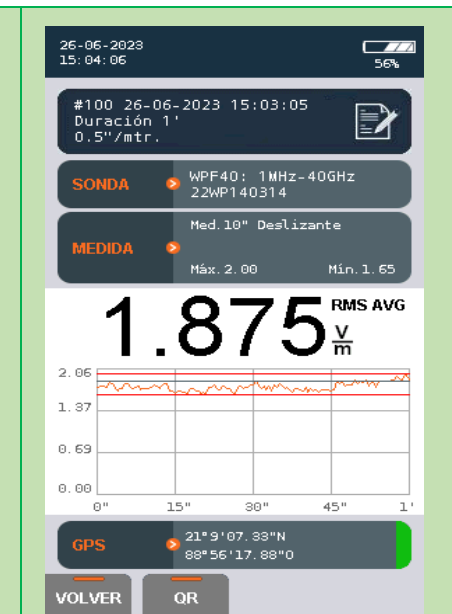 26-06-2023
15:04:06
56%
#100 26-06-2023 15:03:05
Duración 1'
0.5"/mtr.
SONDA
WPF40: 1MHz-40GHz
22WP140314
MEDIDA
Med.10" Deslizante
Máx.2.00 Mín.1.65
1.875 RMS AVG
V/m
2.06
1.37
0.69
0.00
0" 15" 30" 45" 1'
GPS
21°9'07.33"N
88°56'17.88"O
VOLVER QR